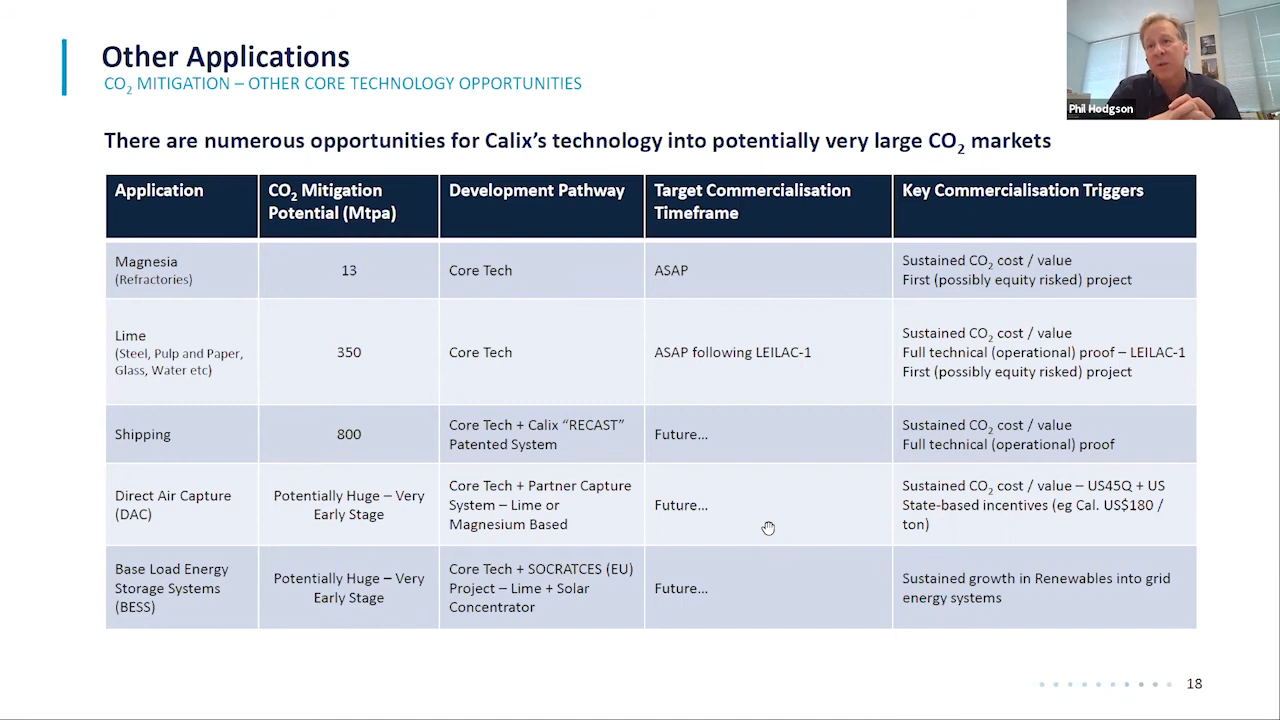 Other Applications
CO2 MITIGATION – OTHER CORE TECHNOLOGY OPPORTUNITIES
Phil Hodgson
There are numerous opportunities for Calix's technology into potentially very large CO2 markets
Application
CO2 Mitigation
Potential (Mtpa)
Development Pathway
Target Commercialisation
Timeframe
Key Commercialisation Triggers
Magnesia
(Refractories)
13
Core Tech
ASAP
Sustained CO2 cost / value
First (possibly equity risked) project
Lime
(Steel, Pulp and Paper,
Glass, Water etc)
350
Core Tech
ASAP following LEILAC-1
Sustained CO2 cost / value
Full technical (operational) proof – LEILAC-1
First (possibly equity risked) project
Shipping
800
Core Tech + Calix “RECAST”
Patented System
Future...
Sustained CO2 cost / value
Full technical (operational) proof
Direct Air Capture
(DAC)
Potentially Huge – Very
Early Stage
Core Tech + Partner Capture
System – Lime or
Magnesium Based
Future...
Sustained CO2 cost / value – US45Q + US
State-based incentives (eg Cal. US$180 /
ton)
Base Load Energy
Storage Systems
(BESS)
Potentially Huge – Very
Early Stage
Core Tech + SOCRATCES (EU)
Project – Lime + Solar
Concentrator
Future...
Sustained growth in Renewables into grid
energy systems
18